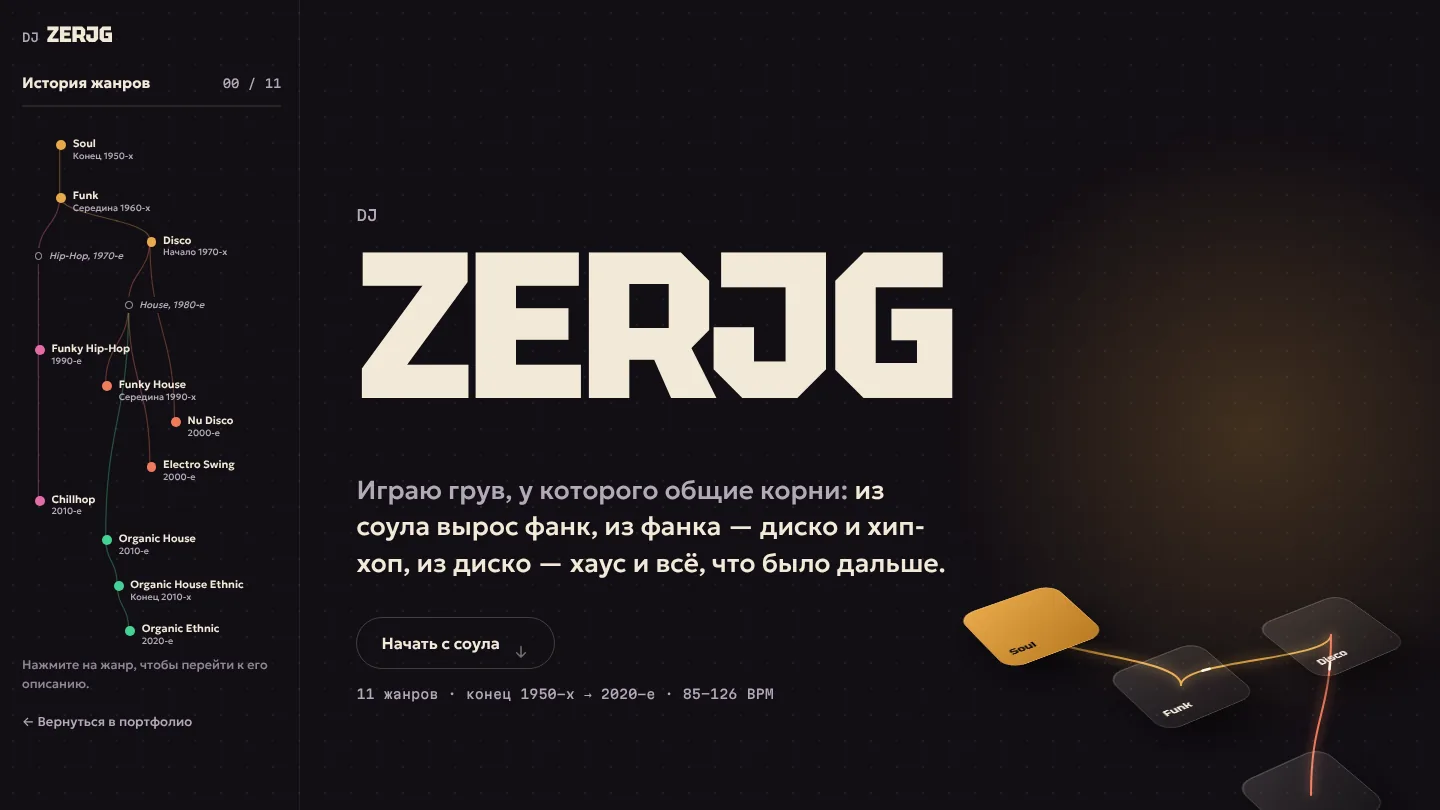 DJ ZERJG
История жанров 00 / 11
Soul
Конец 1950-х
Funk
Середина 1960-х
Disco
Начало 1970-х
Hip-Hop, 1970-е
House, 1980-е
Funky Hip-Hop
1990-е
Funky House
Середина 1990-х
Nu Disco
2000-е
Electro Swing
2000-е
Chillhop
2010-е
Organic House
2010-е
Organic House Ethnic
Конец 2010-х
Organic Ethnic
2020-е
Нажмите на жанр, чтобы перейти к его
описанию.
← Вернуться в портфолио
DJ
ZERJG
Играю грув, у которого общие корни: из
соула вырос фанк, из фанка — диско и хип-
хоп, из диско — хаус и всё, что было дальше.
Начать с соула ↓
11 жанров · конец 1950-х → 2020-е · 85–126 BPM
Soul
Funk
Disco